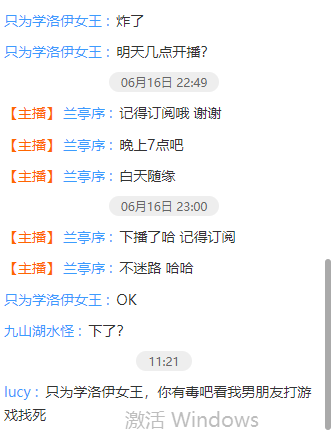 只为学洛伊女王： 炸了
只为学洛伊女王： 明天几点开播?
06月16日 22:49
【主播】 兰亭序： 记得订阅哦 谢谢
【主播】 兰亭序： 晚上7点吧
【主播】 兰亭序： 白天随缘
06月16日 23:00
【主播】 兰亭序： 下播了哈 记得订阅
【主播】 兰亭序： 不迷路 哈哈
只为学洛伊女王： OK
九山湖水怪： 下了?
11:21
lucy： 只为学洛伊女王，你有毒吧看我男朋友打游
戏找死
激活 Windows